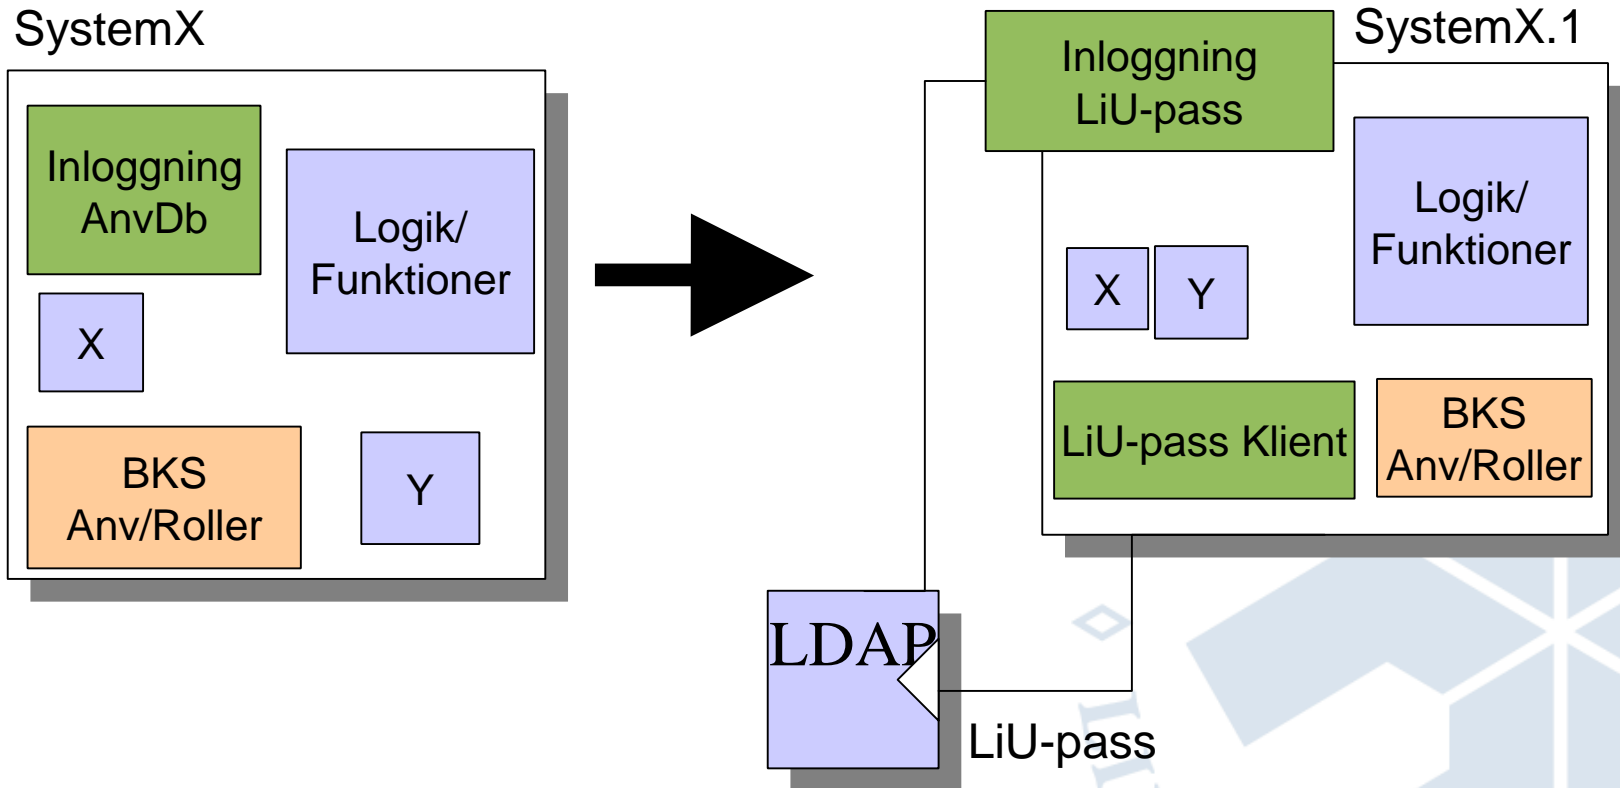 SystemX
Inloggning
AnvDb
Logik/
Funktioner
X
BKS
Anv/Roller
Y
SystemX.1
Inloggning
LiU-pass
Logik/
Funktioner
X
Y
LiU-pass Klient
BKS
Anv/Roller
LDAP
LiU-pass